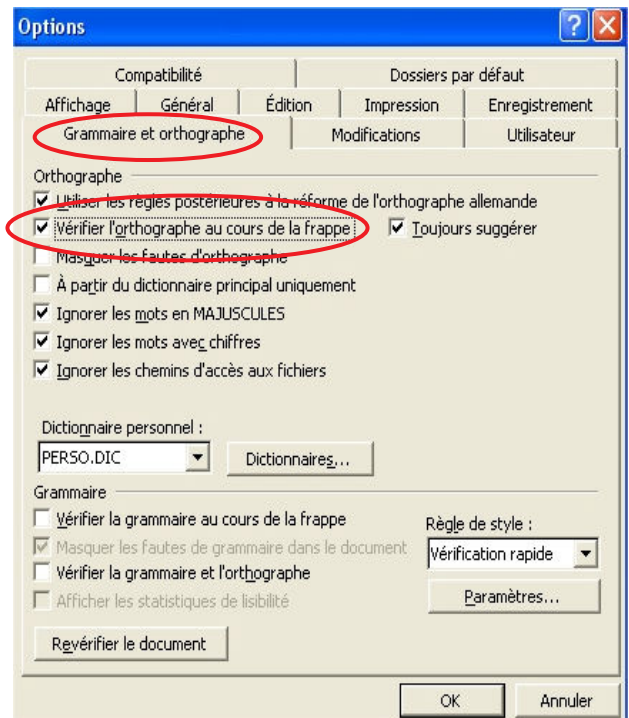 Options
Compatibilité Dossiers par défaut
Affichage Général Édition Impression Enregistrement
Grammaire et orthographe Modifications Utilisateur
Orthographe
Utiliser les règles postérieures à la réforme de l'orthographe allemande
Vérifier l'orthographe au cours de la frappe Toujours suggérer
Masquer les fautes d'orthographe
À partir du dictionnaire principal uniquement
Ignorer les mots en MAJUSCULES
Ignorer les mots avec chiffres
Ignorer les chemins d'accès aux fichiers
Dictionnaire personnel :
PERSO.DIC Dictionnaires...
Grammaire
Vérifier la grammaire au cours de la frappe Règle de style :
Masquer les fautes de grammaire dans le document Vérification rapide
Vérifier la grammaire et l'orthographe
Afficher les statistiques de lisibilité Paramètres...
Revérifier le document
OK Annuler